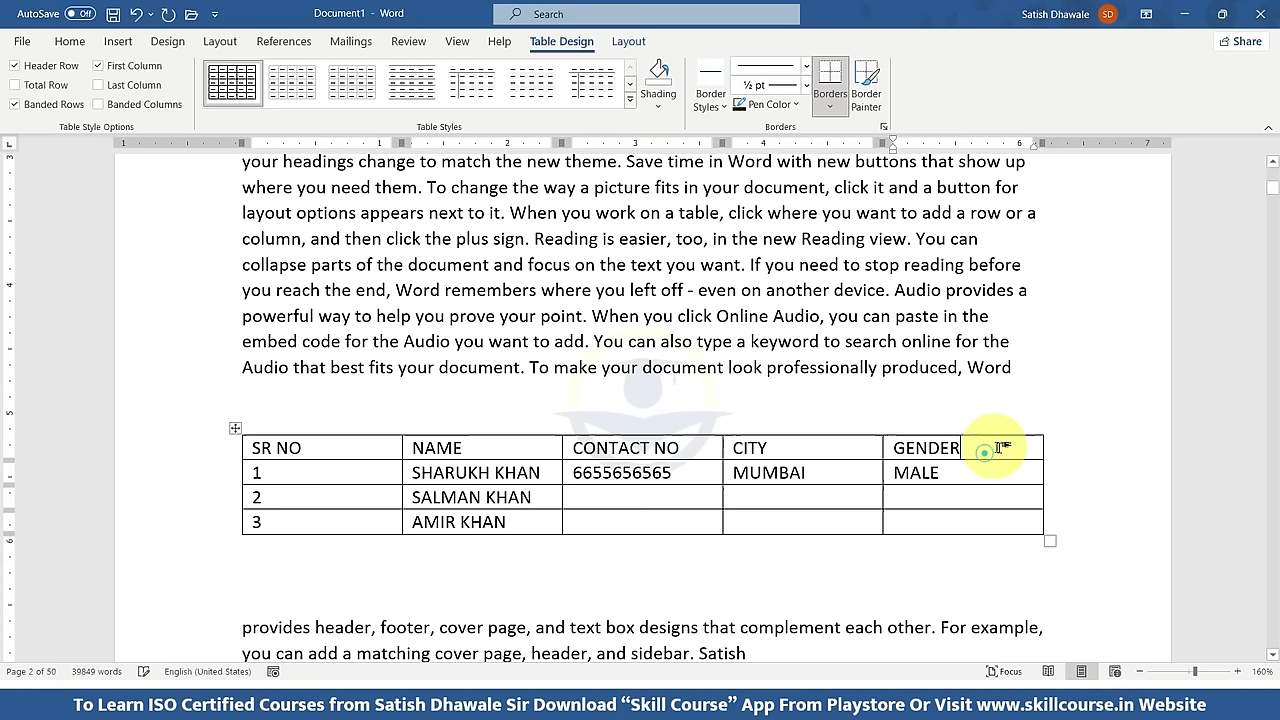 AutoSave Off Document1 - Word Search Satish Dhawale SD
File Home Insert Design Layout References Mailings Review View Help Table Design Layout Share
Header Row First Column
Total Row Last Column
Banded Rows Banded Columns
Table Style Options
Table Styles
Shading
Border Styles
½ pt
Pen Color
Borders
Border Painter
Borders
1 1 2 3 4 5 6 7
3
4
5
6
your headings change to match the new theme. Save time in Word with new buttons that show up
where you need them. To change the way a picture fits in your document, click it and a button for
layout options appears next to it. When you work on a table, click where you want to add a row or a
column, and then click the plus sign. Reading is easier, too, in the new Reading view. You can
collapse parts of the document and focus on the text you want. If you need to stop reading before
you reach the end, Word remembers where you left off - even on another device. Audio provides a
powerful way to help you prove your point. When you click Online Audio, you can paste in the
embed code for the Audio you want to add. You can also type a keyword to search online for the
Audio that best fits your document. To make your document look professionally produced, Word
SR NO NAME CONTACT NO CITY GENDER
1 SHARUKH KHAN 6655656565 MUMBAI MALE
2 SALMAN KHAN
3 AMIR KHAN
provides header, footer, cover page, and text box designs that complement each other. For example,
you can add a matching cover page, header, and sidebar. Satish
Page 2 of 50 39849 words English (United States) Focus 160%
To Learn ISO Certified Courses from Satish Dhawale Sir Download “Skill Course” App From Playstore Or Visit www.skillcourse.in Website